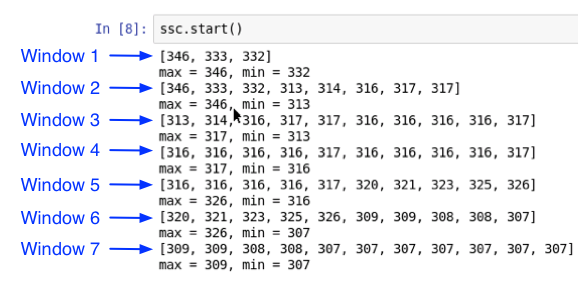 In [8]: ssc.start()
Window 1 [346, 333, 332]
max = 346, min = 332
Window 2 [346, 333, 332, 313, 314, 316, 317, 317]
max = 346, min = 313
Window 3 [313, 314, 316, 317, 317, 316, 316, 316, 316, 317]
max = 317, min = 313
Window 4 [316, 316, 316, 316, 317, 316, 316, 316, 316, 317]
max = 317, min = 316
Window 5 [316, 316, 316, 316, 317, 320, 321, 323, 325, 326]
max = 326, min = 316
Window 6 [320, 321, 323, 325, 326, 309, 309, 308, 308, 307]
max = 326, min = 307
Window 7 [309, 309, 308, 308, 307, 307, 307, 307, 307, 307, 307]
max = 309, min = 307